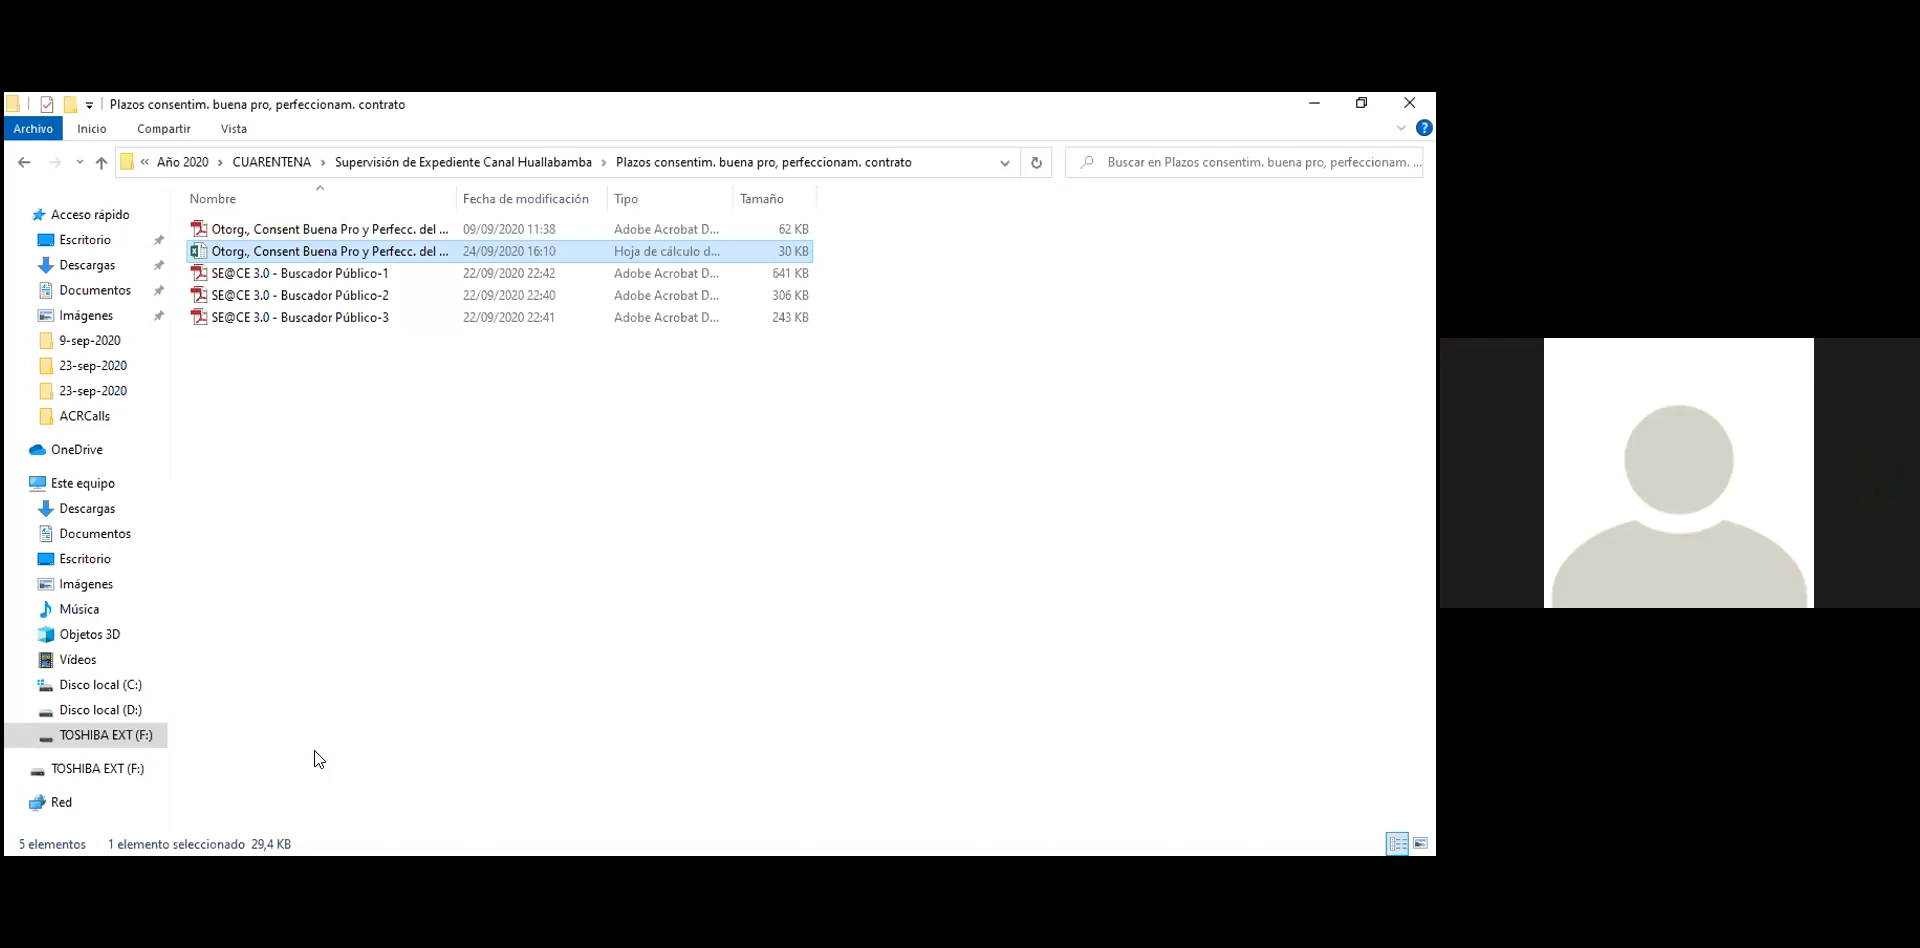 Plazos consentim. buena pro, perfeccionam. contrato
Archivo Inicio Compartir Vista
« Año 2020 › CUARENTENA › Supervisión de Expediente Canal Huallabamba › Plazos consentim. buena pro, perfeccionam. contrato
Buscar en Plazos consentim. buena pro, perfeccionam. ...
Nombre Fecha de modificación Tipo Tamaño
Otorg., Consent Buena Pro y Perfecc. del ... 09/09/2020 11:38 Adobe Acrobat D... 62 KB
Otorg., Consent Buena Pro y Perfecc. del ... 24/09/2020 16:10 Hoja de cálculo d... 30 KB
SE@CE 3.0 - Buscador Público-1 22/09/2020 22:42 Adobe Acrobat D... 641 KB
SE@CE 3.0 - Buscador Público-2 22/09/2020 22:40 Adobe Acrobat D... 306 KB
SE@CE 3.0 - Buscador Público-3 22/09/2020 22:41 Adobe Acrobat D... 243 KB
Acceso rápido
Escritorio
Descargas
Documentos
Imágenes
9-sep-2020
23-sep-2020
23-sep-2020
ACRCalls
OneDrive
Este equipo
Descargas
Documentos
Escritorio
Imágenes
Música
Objetos 3D
Vídeos
Disco local (C:)
Disco local (D:)
TOSHIBA EXT (F:)
TOSHIBA EXT (F:)
Red
5 elementos 1 elemento seleccionado 29,4 KB